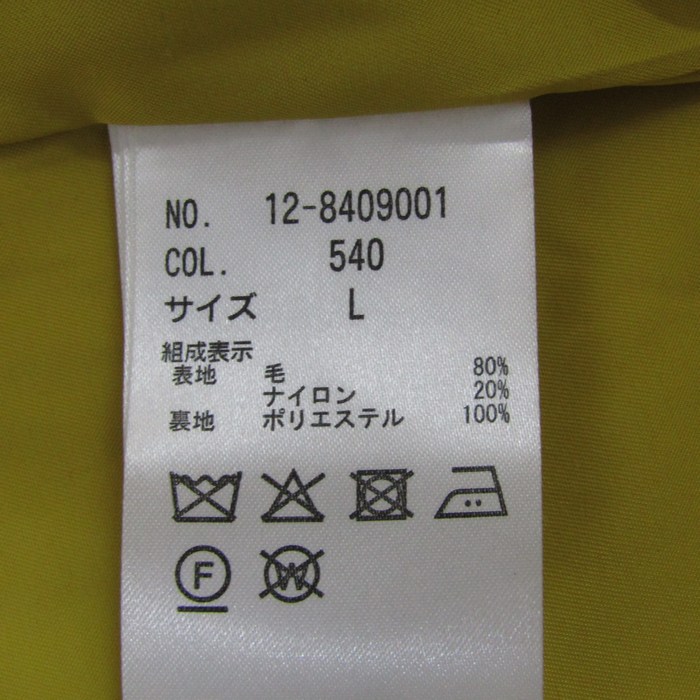 NO. 12-8409001
COL. 540
サイズ L
組成表示
表地 毛 80%
ナイロン 20%
裏地 ポリエステル 100%
F W